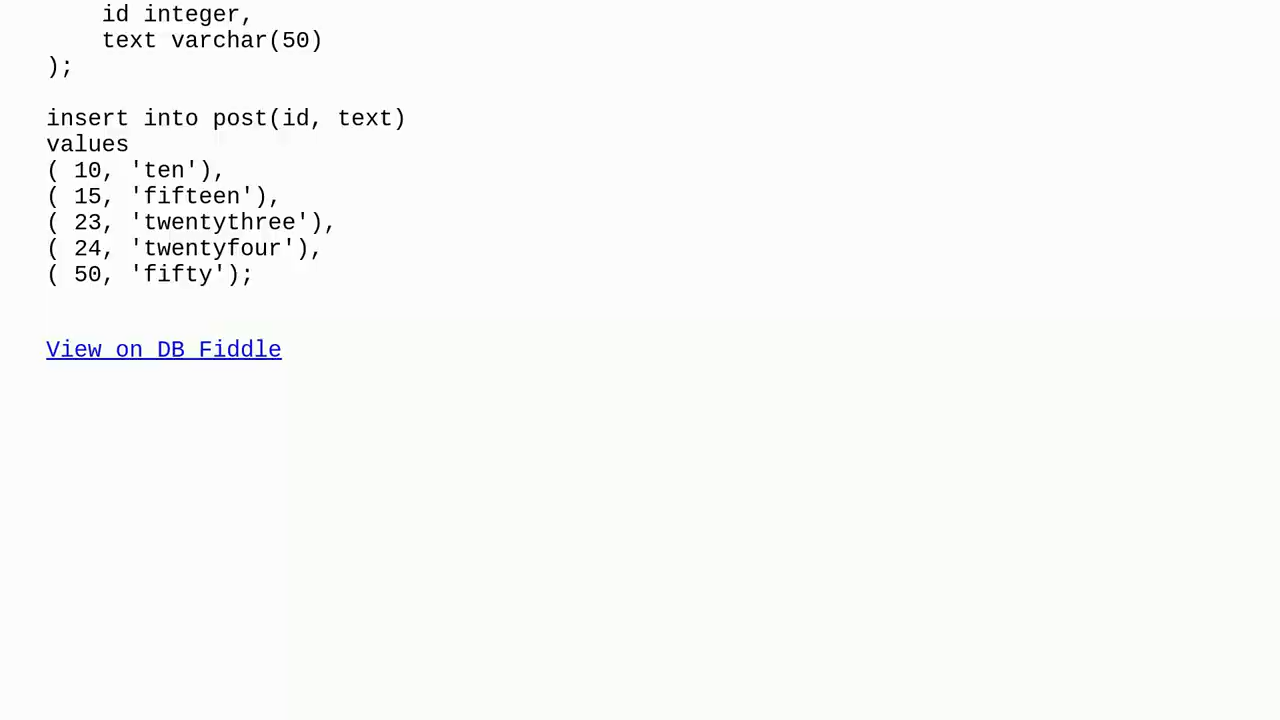 id integer,
text varchar(50)
);
insert into post(id, text)
values
( 10, 'ten'),
( 15, 'fifteen'),
( 23, 'twentythree'),
( 24, 'twentyfour'),
( 50, 'fifty');
View on DB Fiddle